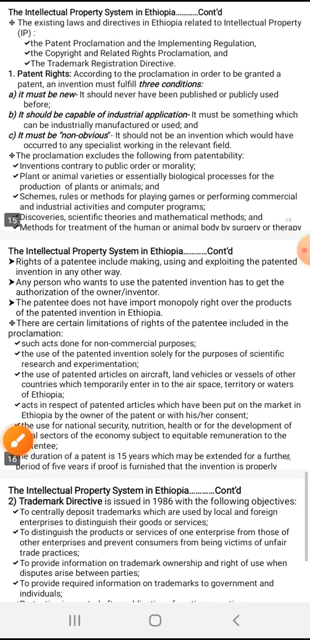 The Intellectual Property System in Ethiopia............Cont'd
❖The existing laws and directives in Ethiopia related to Intellectual Property
(IP) :
✓the Patent Proclamation and the Implementing Regulation,
✓the Copyright and Related Rights Proclamation, and
✓The Trademark Registration Directive.
1. Patent Rights: According to the proclamation in order to be granted a
patent, an invention must fulfill three conditions:
a) it must be new- It should never have been published or publicly used
before;
b) It should be capable of industrial application- It must be something which
can be industrially manufactured or used; and
c) It must be "non-obvious"- It should not be an invention which would have
occurred to any specialist working in the relevant field.
❖The proclamation excludes the following from patentability:
✓Inventions contrary to public order or morality;
✓Plant or animal varieties or essentially biological processes for the
production of plants or animals; and
✓Schemes, rules or methods for playing games or performing commercial
and industrial activities and computer programs;
✓Discoveries, scientific theories and mathematical methods; and
15
✓Methods for treatment of the human or animal body by surgery or therapy
The Intellectual Property System in Ethiopia............Cont'd
➤Rights of a patentee include making, using and exploiting the patented
invention in any other way.
➤Any person who wants to use the patented invention has to get the
authorization of the owner/inventor.
➤The patentee does not have import monopoly right over the products
of the patented invention in Ethiopia.
❖There are certain limitations of rights of the patentee included in the
proclamation:
✓such acts done for non-commercial purposes;
✓the use of the patented invention solely for the purposes of scientific
research and experimentation;
✓the use of patented articles on aircraft, land vehicles or vessels of other
countries which temporarily enter in to the air space, territory or waters
of Ethiopia;
✓acts in respect of patented articles which have been put on the market in
Ethiopia by the owner of the patent or with his/her consent;
the use for national security, nutrition, health or for the development of
sectors of the economy subject to equitable remuneration to the
16
duration of a patent is 15 years which may be extended for a further
period of five years if proof is furnished that the invention is properly
The Intellectual Property System in Ethiopia............Cont'd
2) Trademark Directive is issued in 1986 with the following objectives:
✓To centrally deposit trademarks which are used by local and foreign
enterprises to distinguish their goods or services;
✓To distinguish the products or services of one enterprise from those of
other enterprises and prevent consumers from being victims of unfair
trade practices;
✓To provide information on trademark ownership and right of use when
disputes arise between parties;
✓To provide required information on trademarks to government and
individuals;